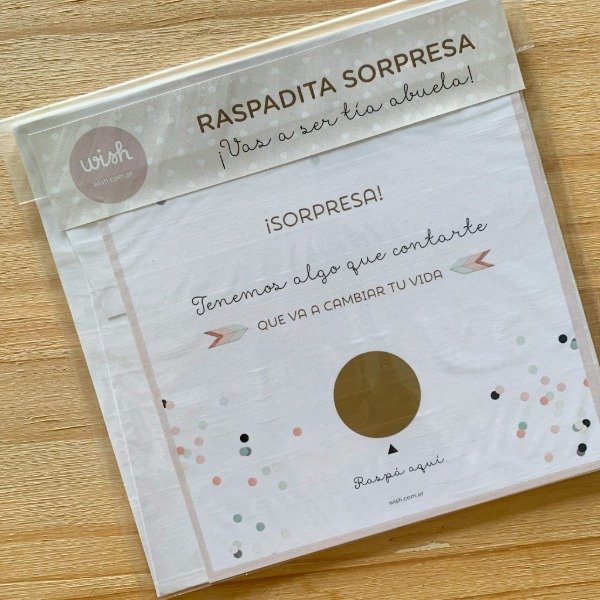 RASPADITA SORPRESA
¡Vas a ser tía abuela!
wish
wish.com.ar
¡SORPRESA!
Tenemos algo que contarte
QUE VA A CAMBIAR TU VIDA
Raspá aquí
wish.com.ar